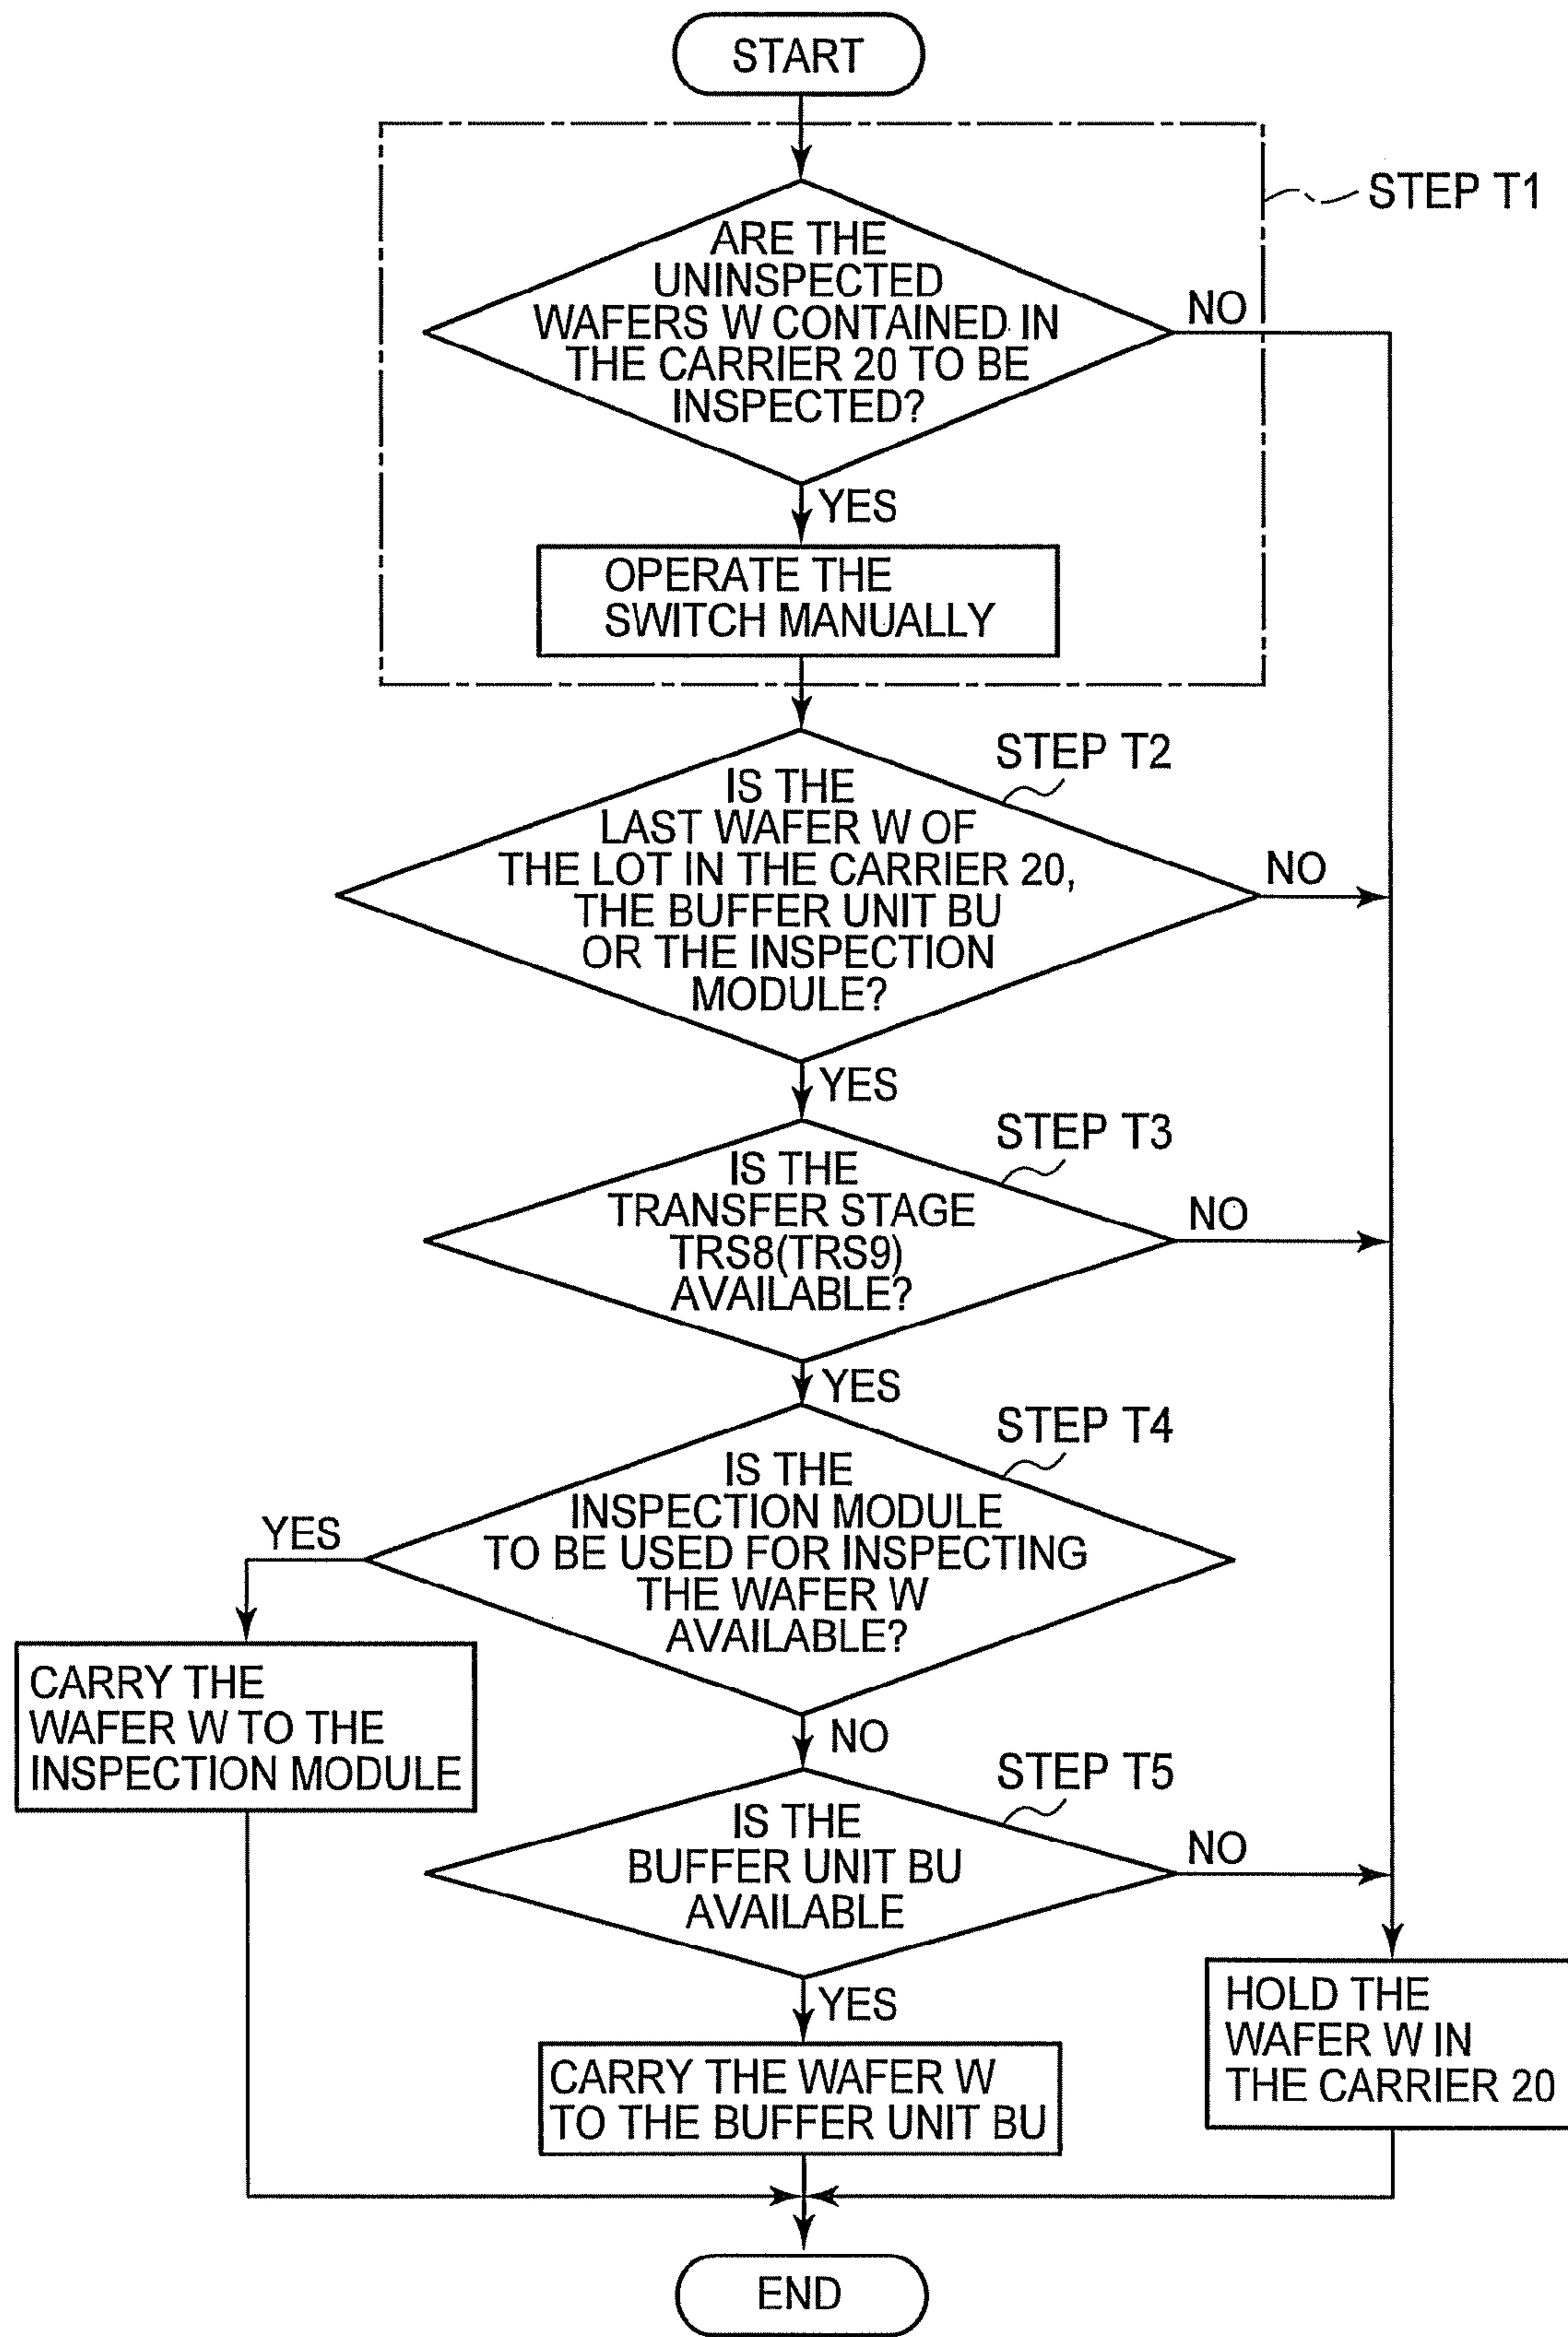 START
STEP T1
ARE THE
UNINSPECTED
WAFERS W CONTAINED IN
THE CARRIER 20 TO BE
INSPECTED?
NO
YES
OPERATE THE
SWITCH MANUALLY
STEP T2
IS THE
LAST WAFER W OF
THE LOT IN THE CARRIER 20,
THE BUFFER UNIT BU
OR THE INSPECTION
MODULE?
NO
YES
STEP T3
IS THE
TRANSFER STAGE
TRS8(TRS9)
AVAILABLE?
NO
YES
STEP T4
IS THE
INSPECTION MODULE
TO BE USED FOR INSPECTING
THE WAFER W
AVAILABLE?
YES
CARRY THE
WAFER W TO THE
INSPECTION MODULE
NO
STEP T5
IS THE
BUFFER UNIT BU
AVAILABLE
NO
YES
CARRY THE WAFER W
TO THE BUFFER UNIT BU
HOLD THE
WAFER W IN
THE CARRIER 20
END